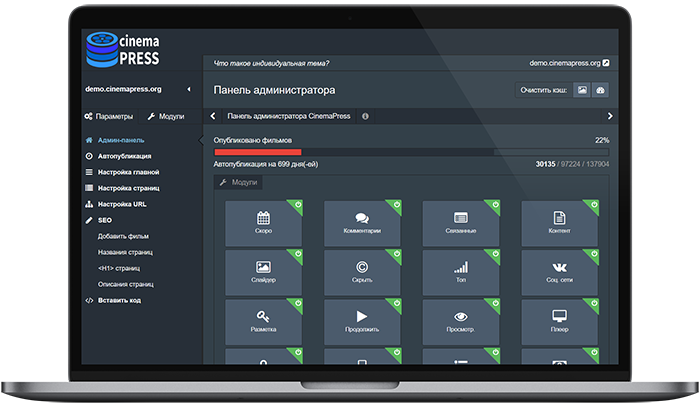 cinema
PRESS
Что такое индивидуальная тема?
demo.cinemapress.org
demo.cinemapress.org
Панель администратора
Очистить кэш:
Параметры
Модули
Панель администратора CinemaPress
Админ-панель
Автопубликация
Настройка главной
Настройка страниц
Настройка URL
SEO
Добавить фильм
Названия страниц
<H1> страниц
Описания страниц
Вставить код
Опубликовано фильмов
22%
Автопубликация на 699 дня(-ей)
30135 / 97224 / 137904
Модули
Скоро
Комментарии
Связанные
Контент
Слайдер
Скрыть
Топ
Соц. сети
Разметка
Продолжить
Просмотр.
Плеер